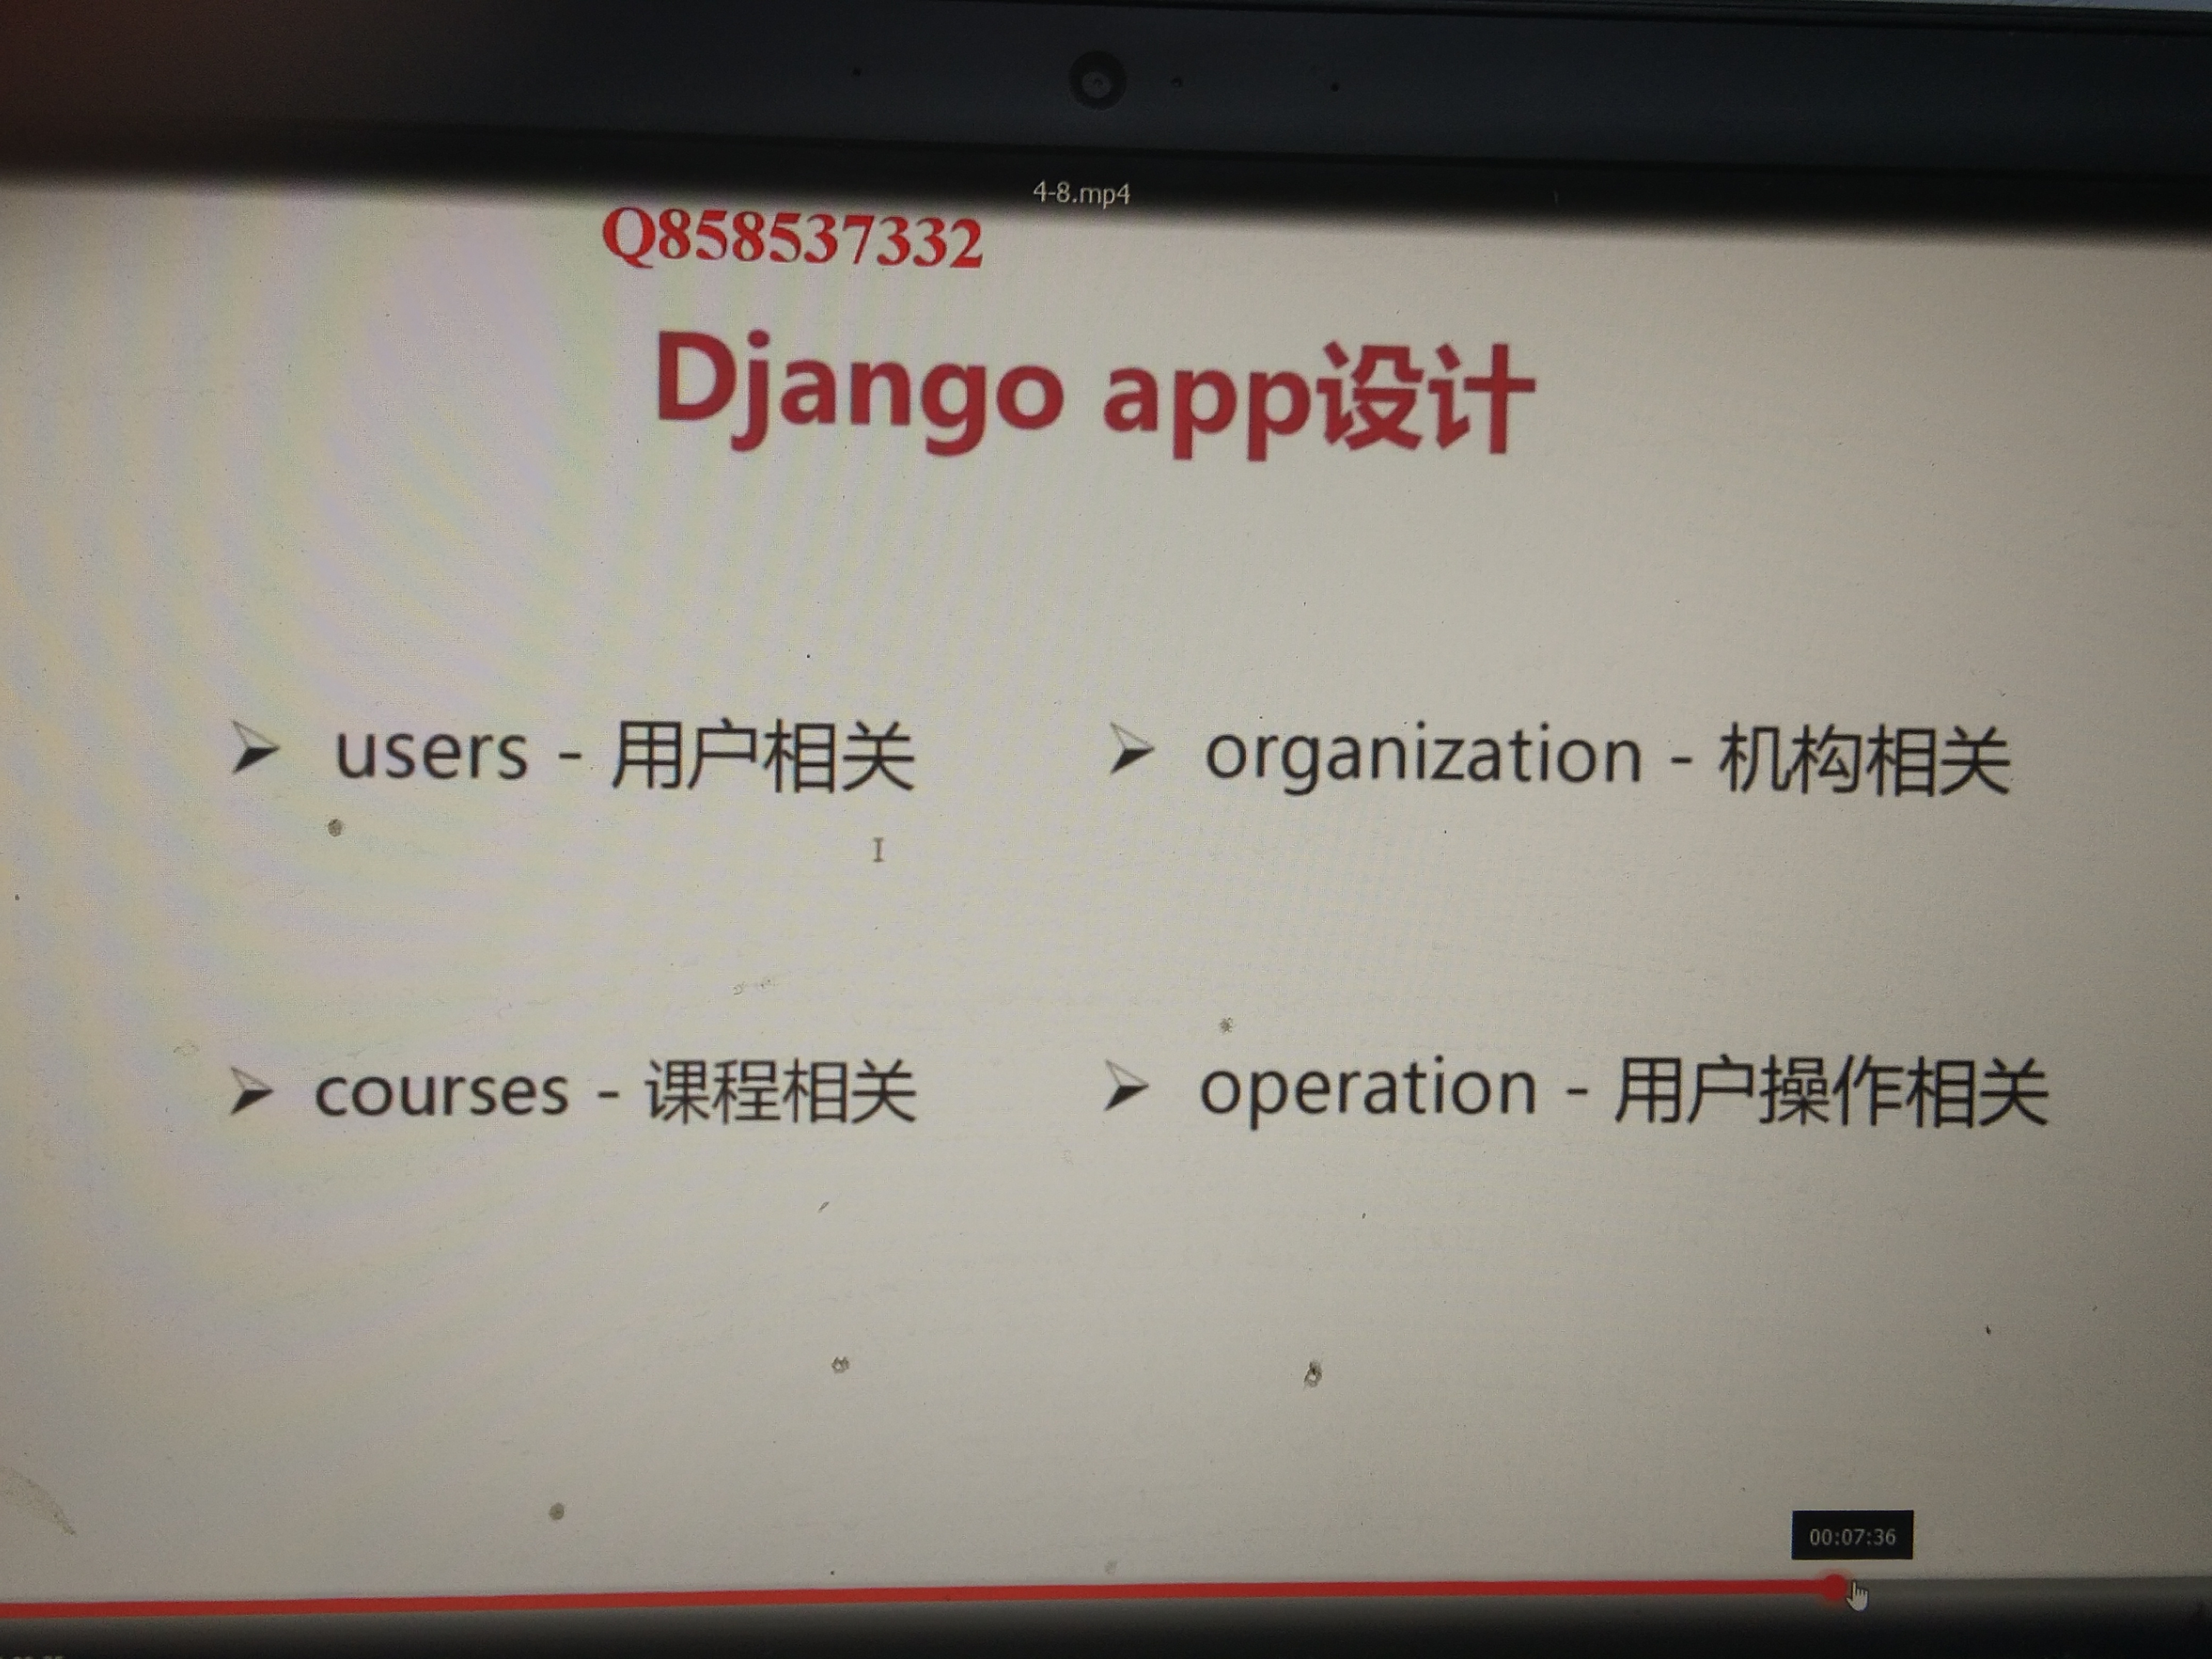 4-8.mp4
Q858537332
Django app设计
users - 用户相关
organization - 机构相关
courses - 课程相关
operation - 用户操作相关
00:07:36